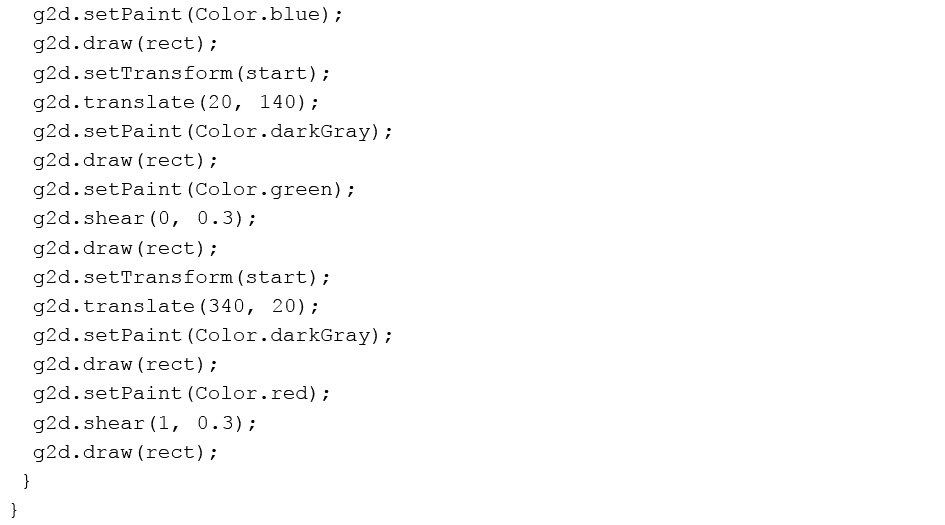 g2d.setPaint(Color.blue);
g2d.draw(rect);
g2d.setTransform(start);
g2d.translate(20, 140);
g2d.setPaint(Color.darkGray);
g2d.draw(rect);
g2d.setPaint(Color.green);
g2d.shear(0, 0.3);
g2d.draw(rect);
g2d.setTransform(start);
g2d.translate(340, 20);
g2d.setPaint(Color.darkGray);
g2d.draw(rect);
g2d.setPaint(Color.red);
g2d.shear(1, 0.3);
g2d.draw(rect);
}
}